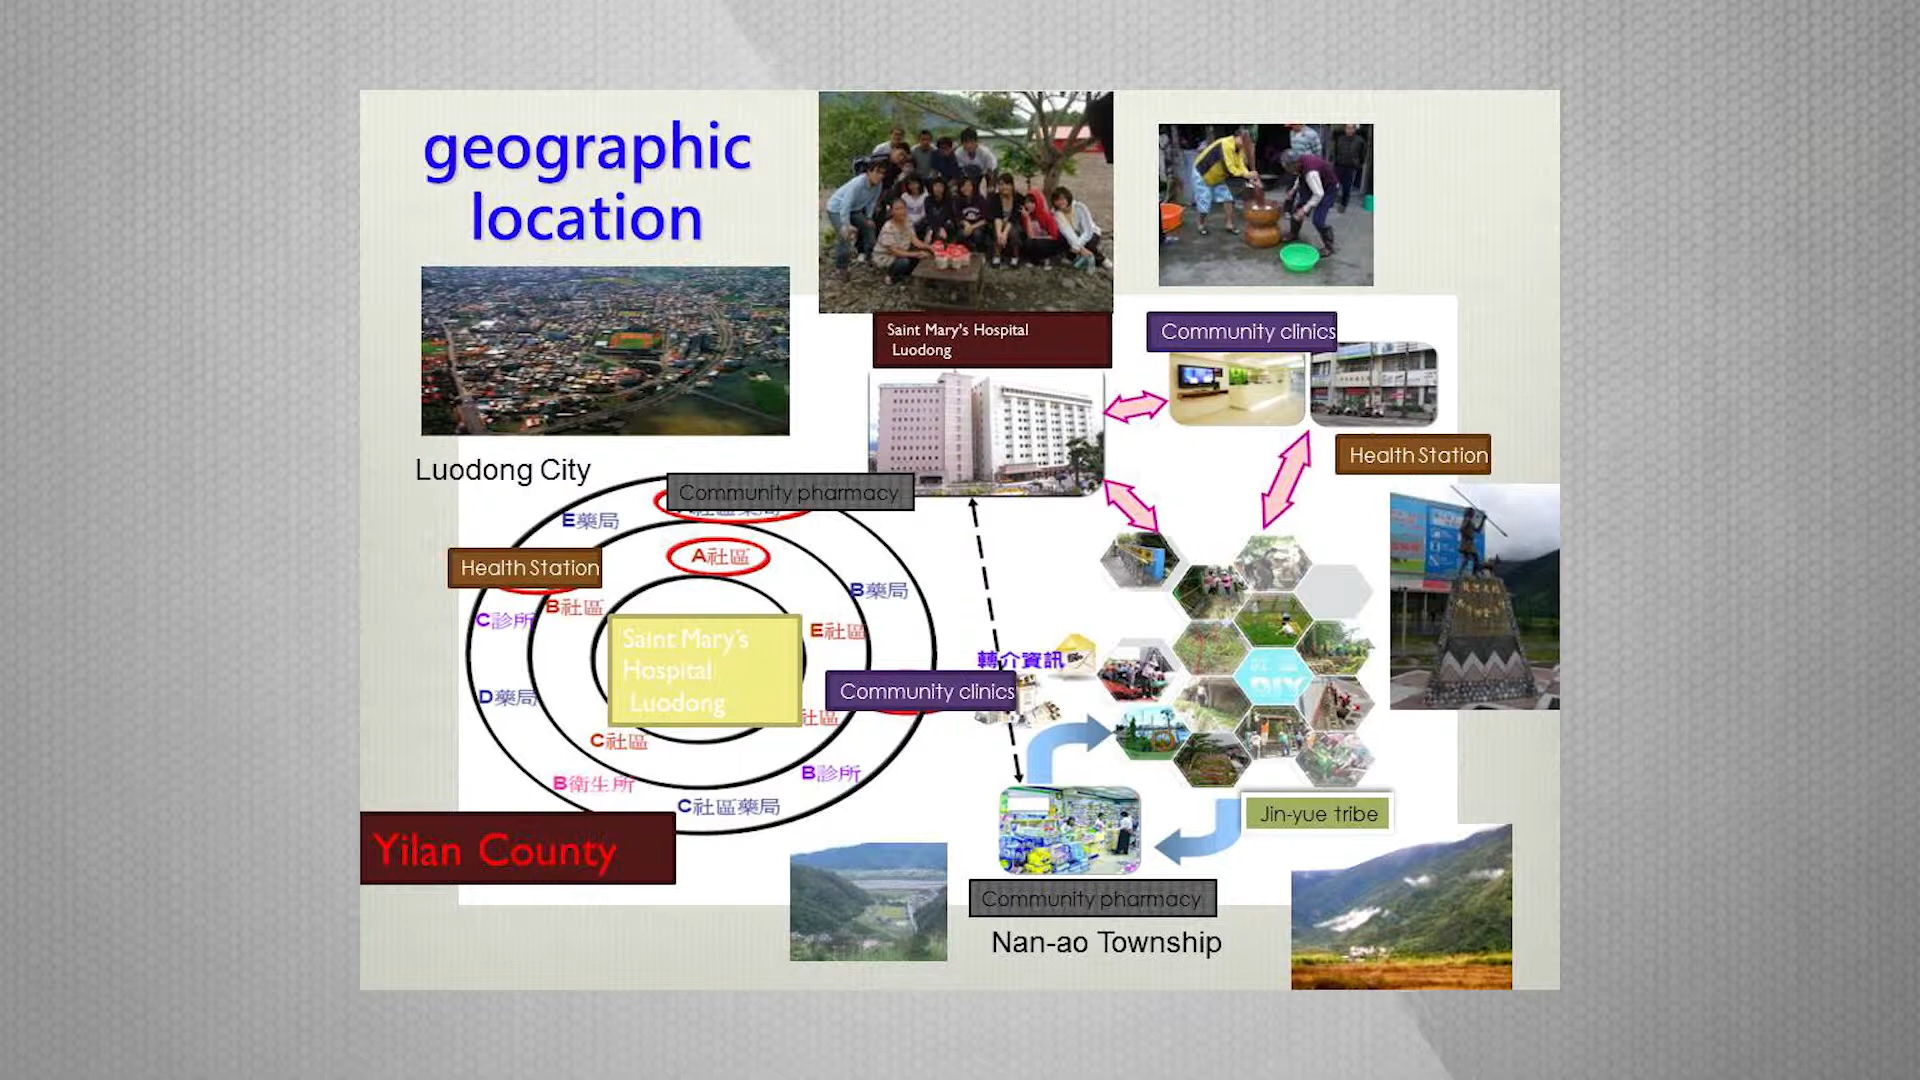 geographic
location
Saint Mary's Hospital
Luodong
Community clinics
Health Station
Luodong City
Community pharmacy
E藥局
A社區
Health Station
B社區
B藥局
C診所
E社區
Saint Mary's
Hospital
Luodong
轉介資訊
Community clinics
D藥局
社區
C社區
B診所
B衛生所
C社區藥局
DIY
Jin-yue tribe
Yilan County
Community pharmacy
Nan-ao Township